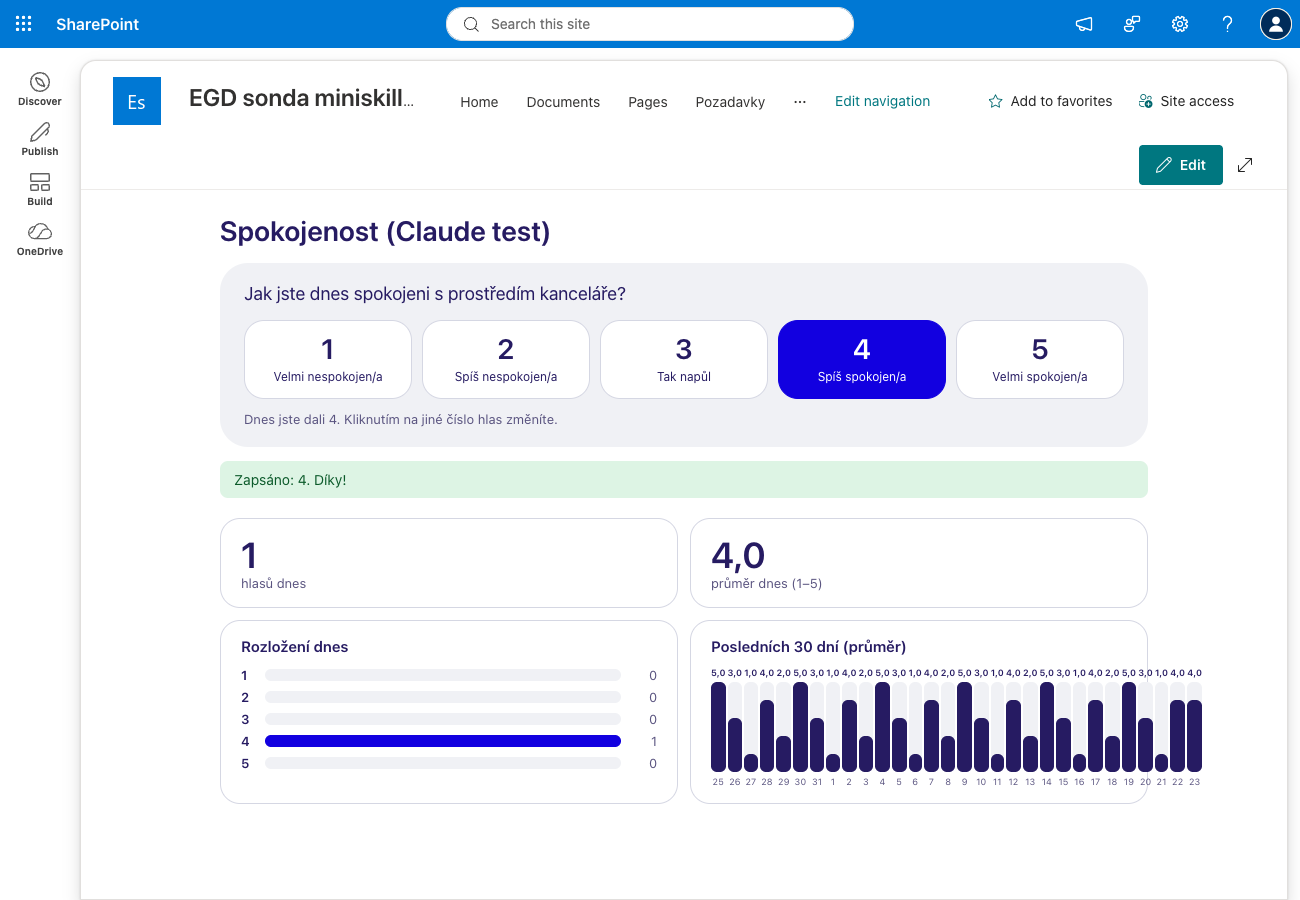 SharePoint
Search this site
Discover
Publish
Build
OneDrive
Es
EGD sonda miniskill...
Home Documents Pages Pozadavky ··· Edit navigation
Add to favorites Site access
Edit
Spokojenost (Claude test)
Jak jste dnes spokojeni s prostředím kanceláře?
1 2 3 4 5
Velmi nespokojen/a Spíš nespokojen/a Tak napůl Spíš spokojen/a Velmi spokojen/a
Dnes jste dali 4. Kliknutím na jiné číslo hlas změníte.
Zapsáno: 4. Díky!
1
hlasů dnes
4,0
průměr dnes (1–5)
Rozložení dnes
1 0
2 0
3 0
4 1
5 0
Posledních 30 dní (průměr)
5,0 3,0 1,0 4,0 2,0 5,0 3,0 1,0 4,0 2,0 5,0 3,0 1,0 4,0 2,0 5,0 3,0 1,0 4,0 2,0 5,0 3,0 1,0 4,0 2,0 5,0 3,0 1,0 4,0 4,0
25 26 27 28 29 30 31 1 2 3 4 5 6 7 8 9 10 11 12 13 14 15 16 17 18 19 20 21 22 23